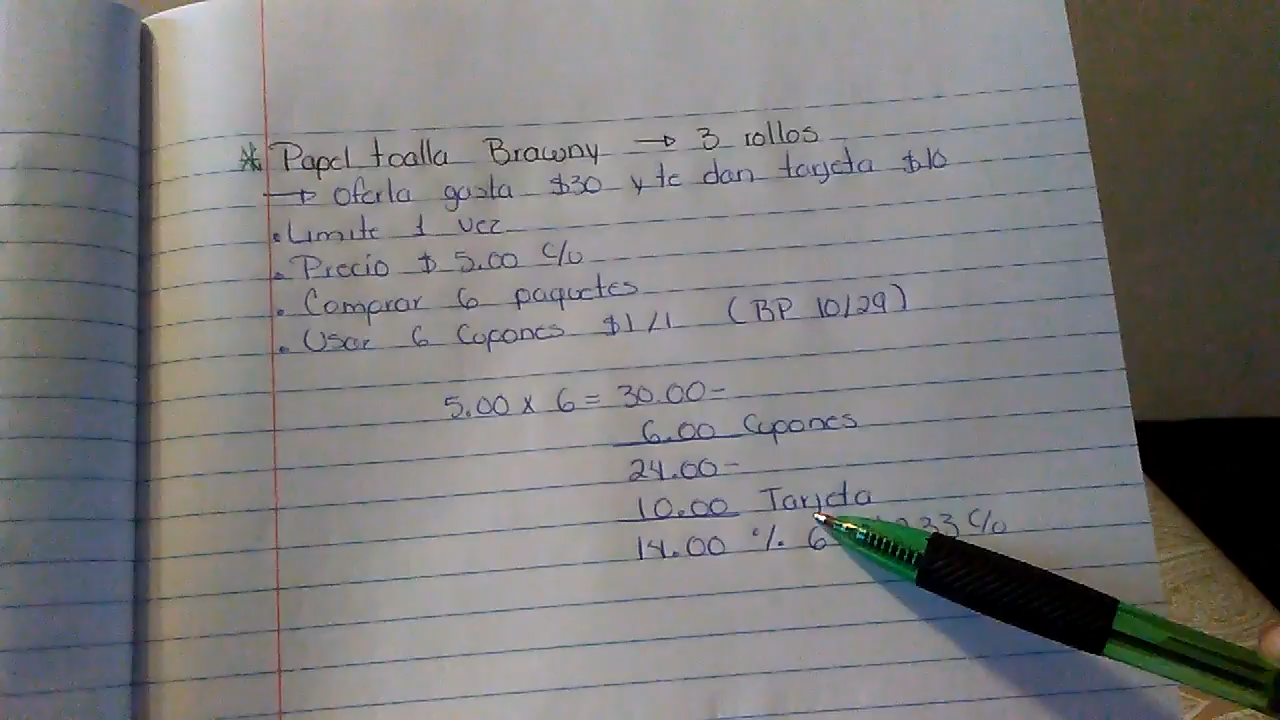 * Papel toalla Brawny → 3 rollos
→ Oferta gasta $30 y te dan tarjeta $10
. Limite 1 vez
. Precio $ 5.00 c/o
. Comprar 6 paquetes
. Usar 6 Cupones $1/1 (BP 10/29)
5.00 x 6 = 30.00-
6.00 Cupones
24.00-
10.00 Tarjeta
14.00 % 6 33 c/o